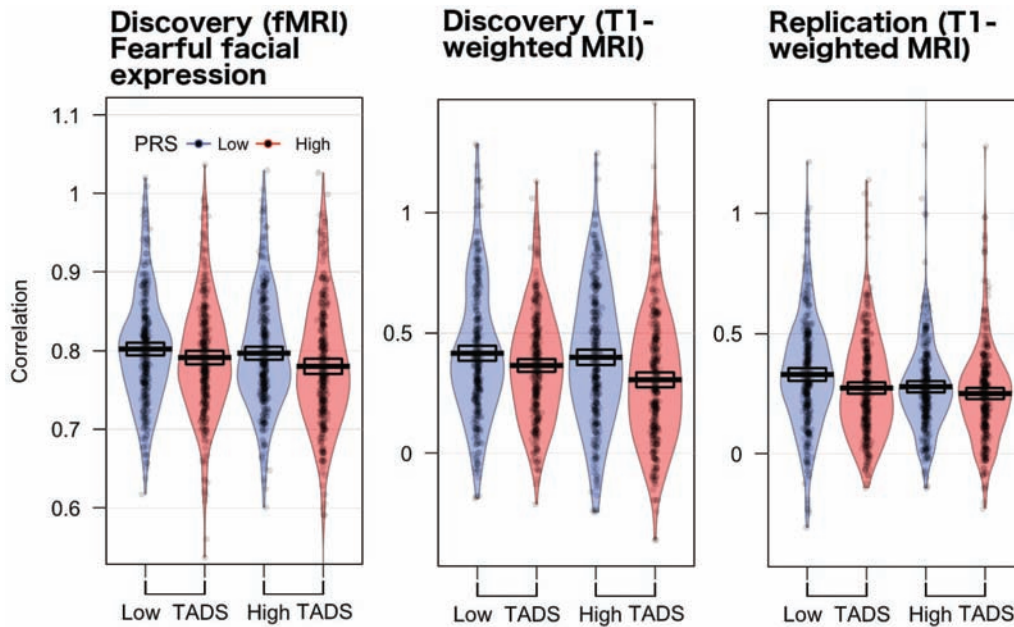 Discovery (fMRI)
Fearful facial
expression
Discovery (T1-
weighted MRI)
Replication (T1-
weighted MRI)
Correlation
1.1
1
0.9
0.8
0.7
0.6
PRS Low High
Low TADS High TADS
1
0.5
0
Low TADS High TADS
1
0.5
0
Low TADS High TADS